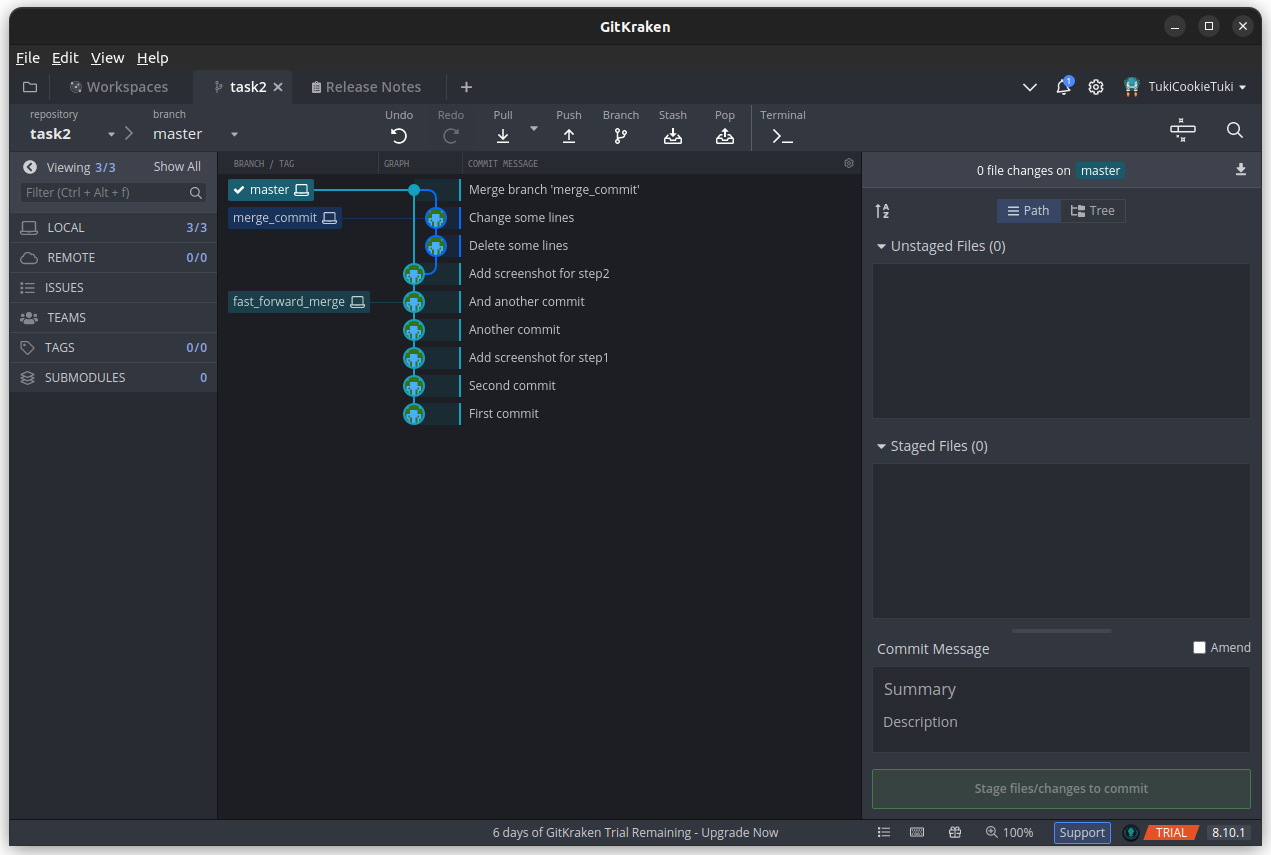 GitKraken
File Edit View Help
Workspaces task2 Release Notes 1 TukiCookieTuki
repository branch Undo Redo Pull Push Branch Stash Pop Terminal
task2 master
Viewing 3/3 Show All BRANCH / TAG GRAPH COMMIT MESSAGE 0 file changes on master
Filter (Ctrl + Alt + f)
LOCAL 3/3
REMOTE 0/0
ISSUES
TEAMS
TAGS 0/0
SUBMODULES 0
master Merge branch 'merge_commit'
merge_commit Change some lines
Delete some lines
Add screenshot for step2
fast_forward_merge And another commit
Another commit
Add screenshot for step1
Second commit
First commit
Path Tree
Unstaged Files (0)
Staged Files (0)
Commit Message Amend
Summary
Description
Stage files/changes to commit
6 days of GitKraken Trial Remaining - Upgrade Now 100% Support TRIAL 8.10.1